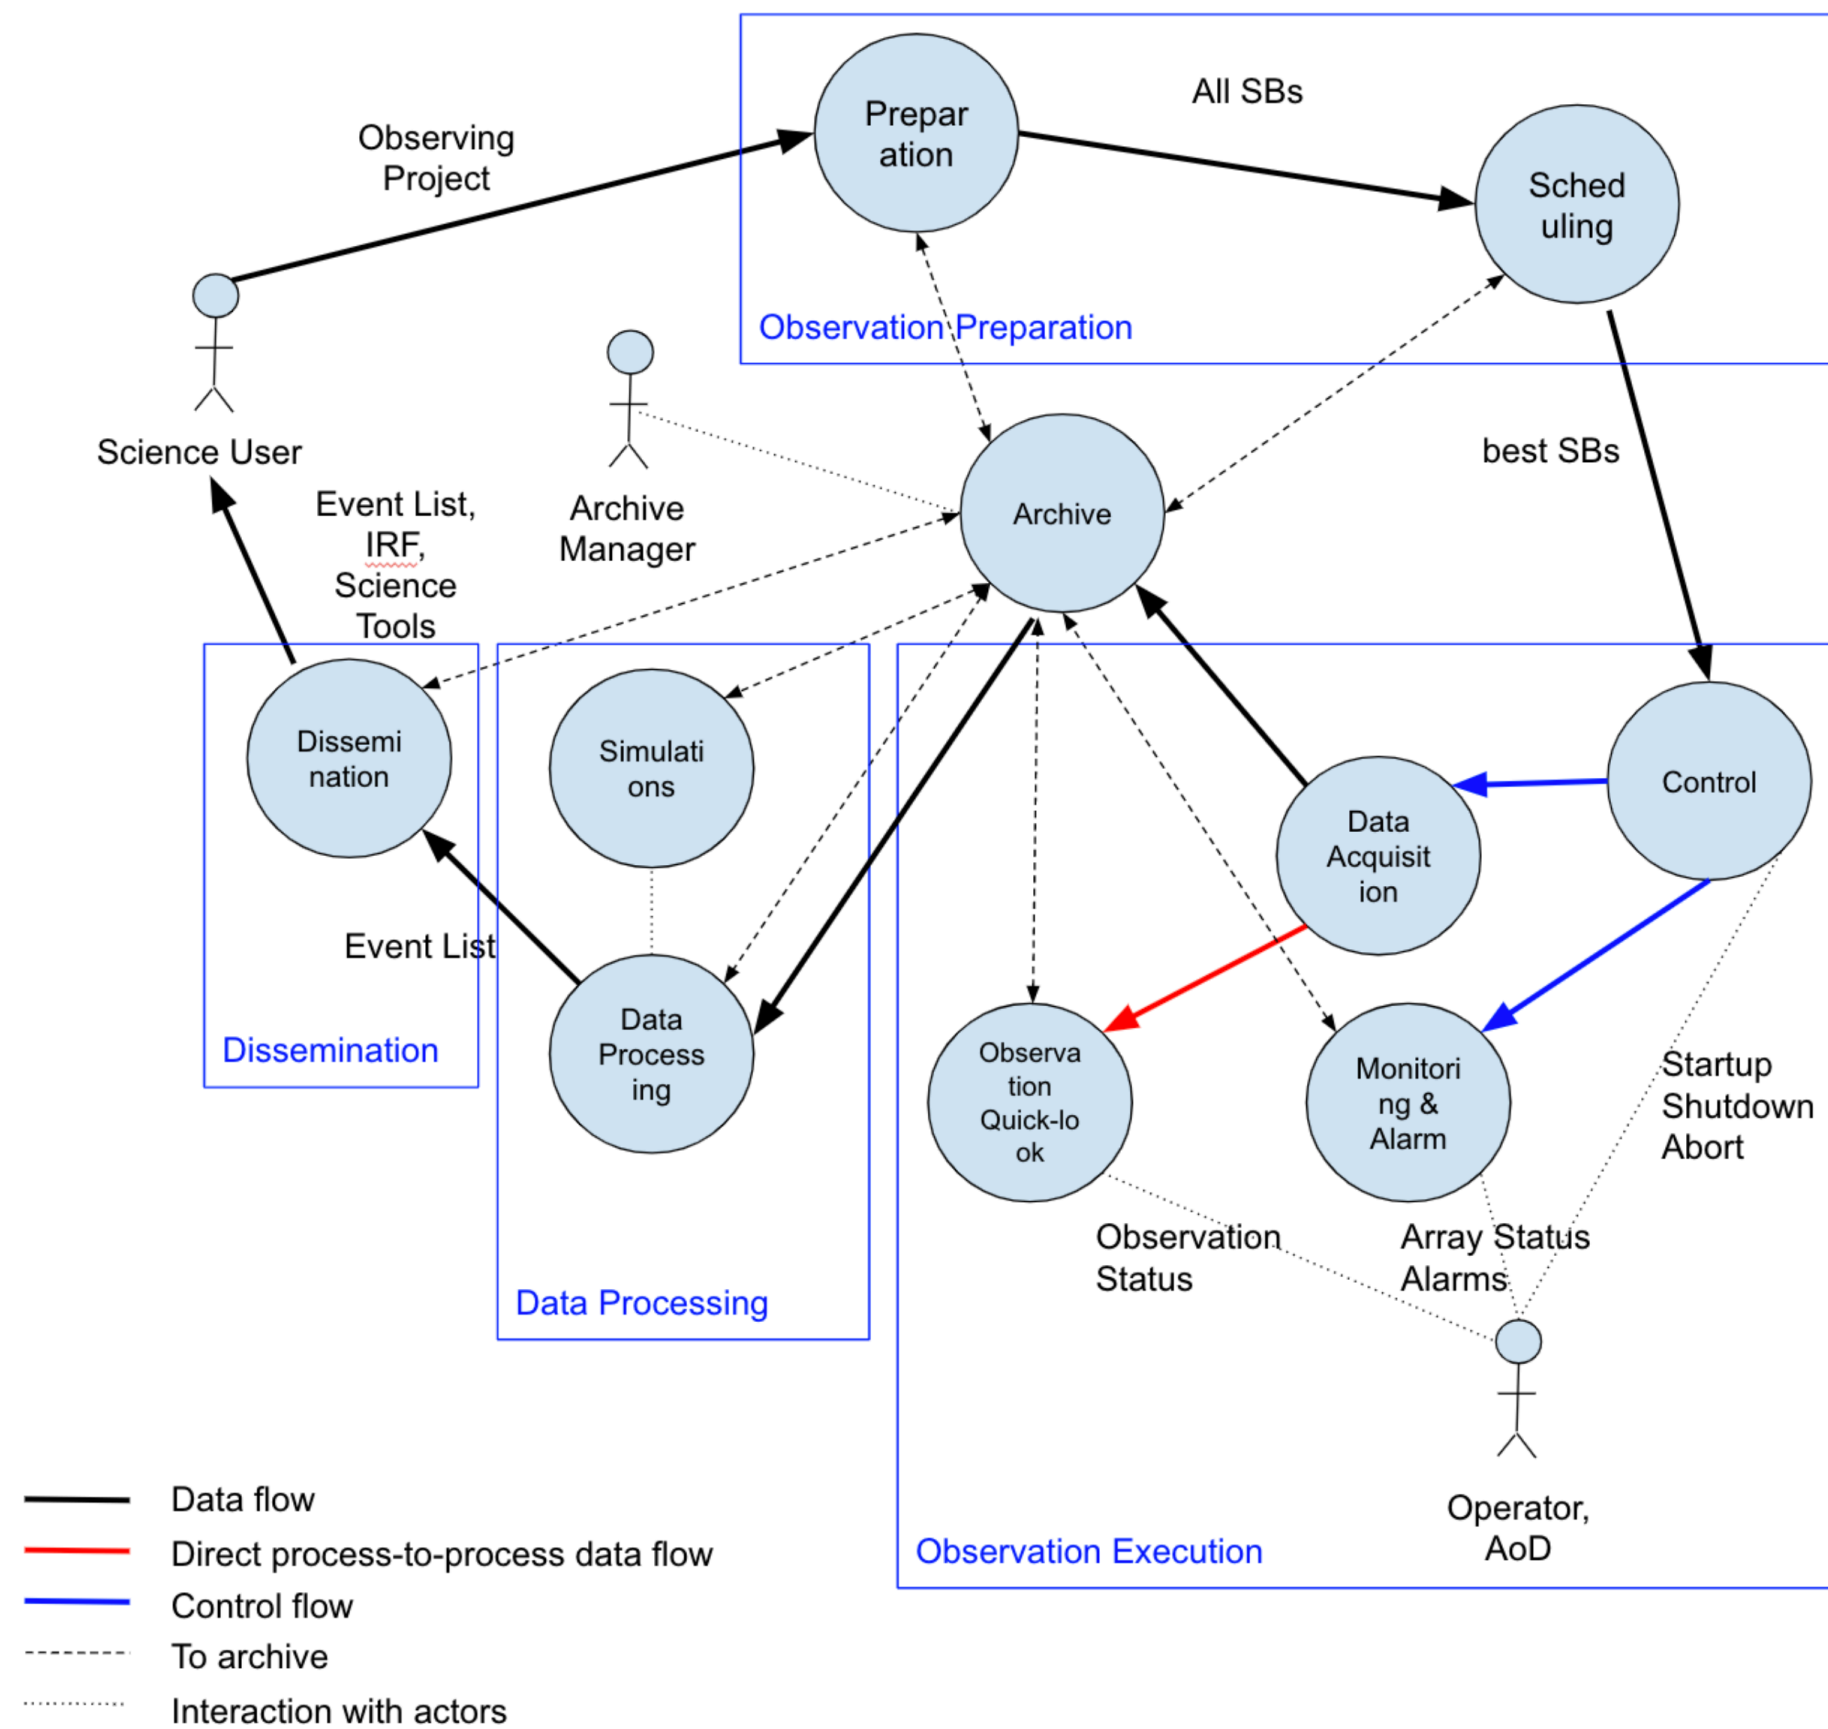 Observing
Project
Prepar
ation
All SBs
Sched
uling
Observation Preparation
Science User
Archive
Manager
Archive
best SBs
Event List,
IRF,
Science
Tools
Dissemi
nation
Simulati
ons
Data
Acquisit
ion
Control
Event List
Dissemination
Data
Process
ing
Observa
tion
Quick-lo
ok
Monitori
ng &
Alarm
Startup
Shutdown
Abort
Observation
Status
Array Status
Alarms
Data Processing
Operator,
AoD
Observation Execution
Data flow
Direct process-to-process data flow
Control flow
To archive
Interaction with actors